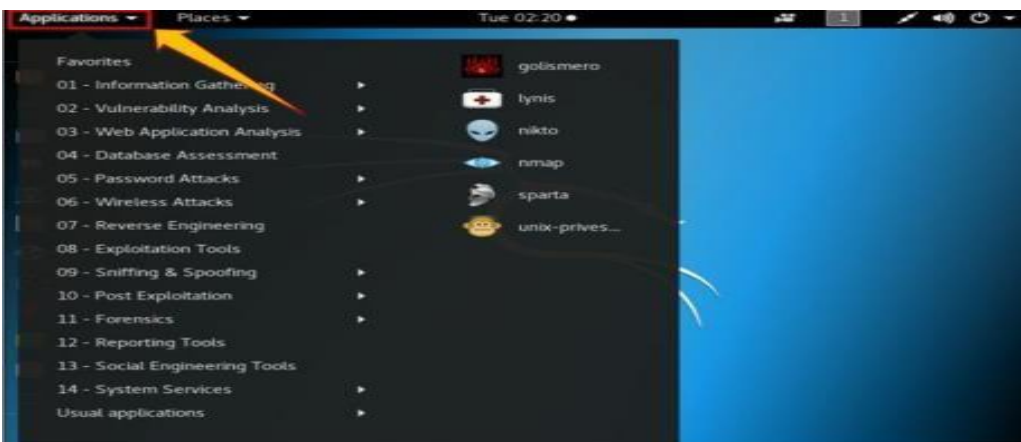 Applications Places Tue 02:20 1
Favorites
01 - Information Gathering
02 - Vulnerability Analysis
03 - Web Application Analysis
04 - Database Assessment
05 - Password Attacks
06 - Wireless Attacks
07 - Reverse Engineering
08 - Exploitation Tools
09 - Sniffing & Spoofing
10 - Post Exploitation
11 - Forensics
12 - Reporting Tools
13 - Social Engineering Tools
14 - System Services
Usual applications
golismero
lynis
nikto
nmap
sparta
unix-prives...